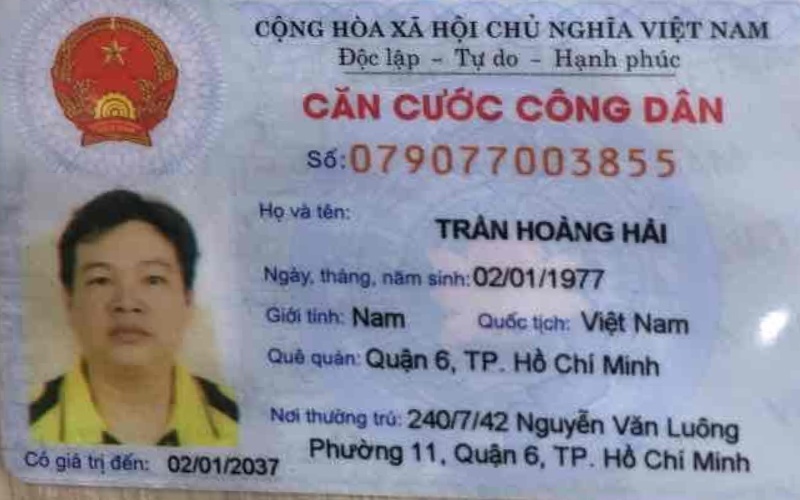 CỘNG HÒA XÃ HỘI CHỦ NGHĨA VIỆT NAM
Độc lập - Tự do - Hạnh phúc
CĂN CƯỚC CÔNG DÂN
Số: 079077003855
Họ và tên:
TRẦN HOÀNG HẢI
Ngày, tháng, năm sinh: 02/01/1977
Giới tính: Nam Quốc tịch: Việt Nam
Quê quán: Quận 6, TP. Hồ Chí Minh
Nơi thường trú: 240/7/42 Nguyễn Văn Luông
Phường 11, Quận 6, TP. Hồ Chí Minh
Có giá trị đến: 02/01/2037